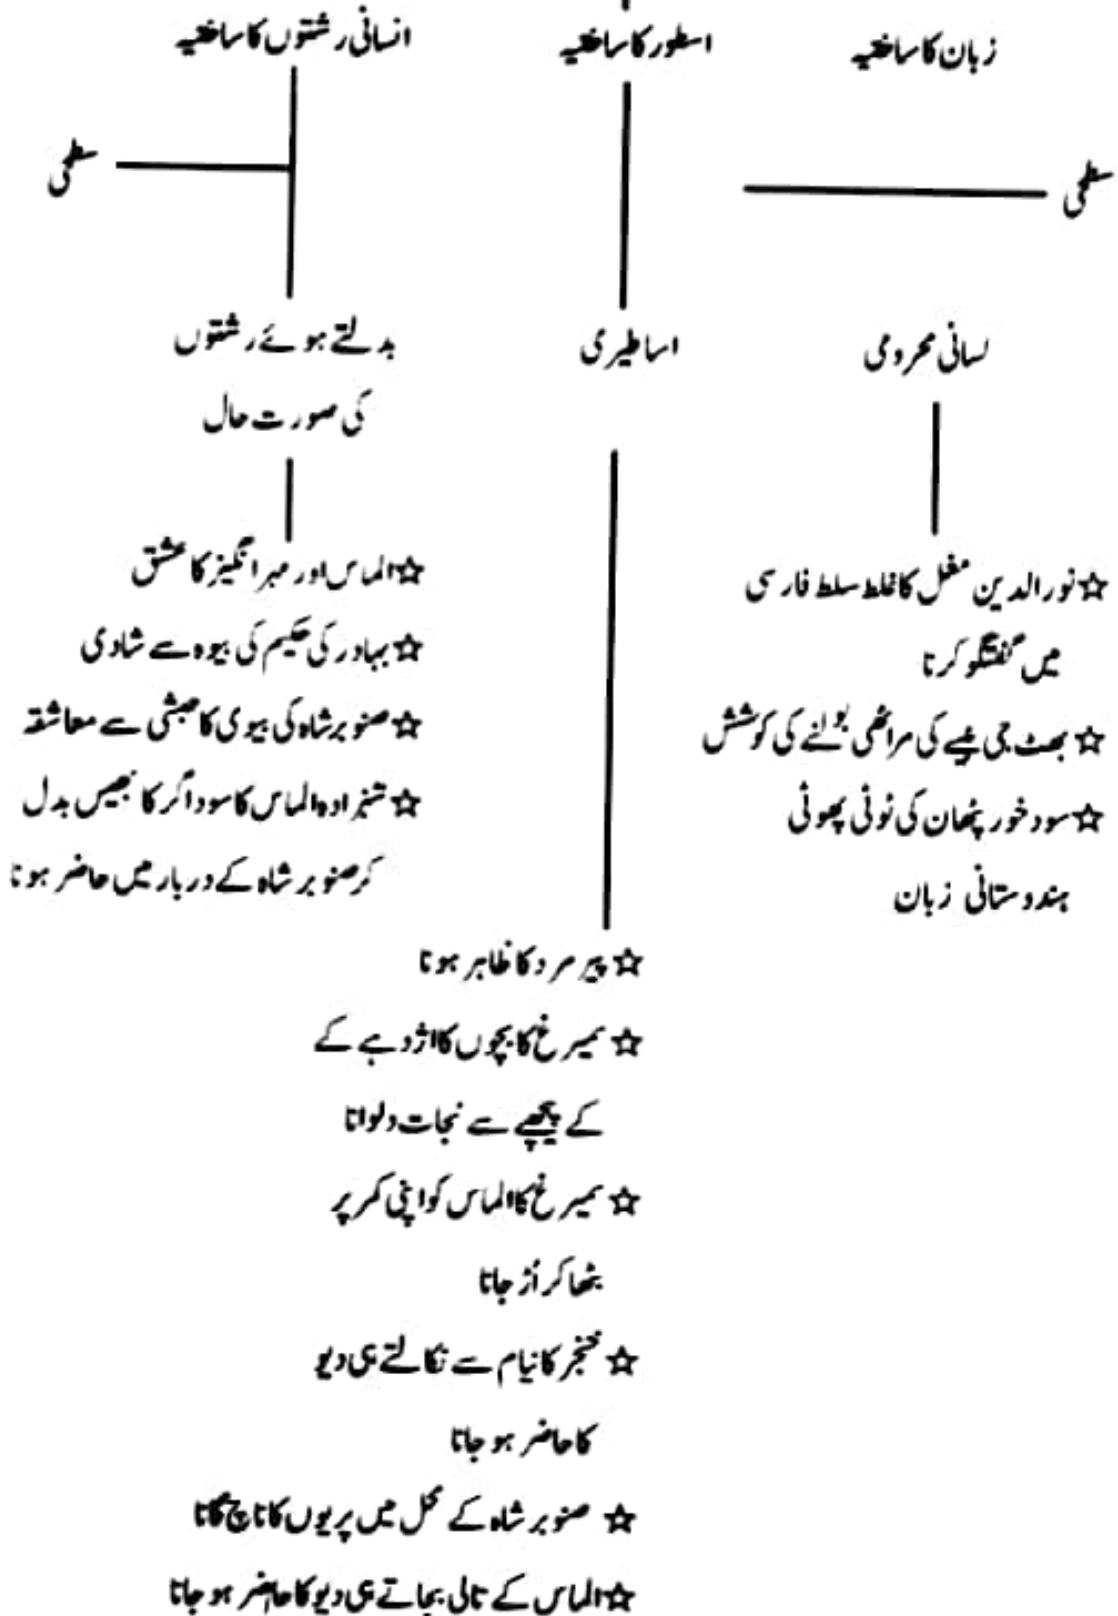 زبان کا ساختیہ
اسطور کا ساختیہ
انسانی رشتوں کا ساختیہ
سطحی
سطحی
لسانی محرومی
اساطیری
بدلتے ہوئے رشتوں
کی صورت حال
☆ نور الدین مغل کا غلط سلط فارسی
میں گفتگو کرنا
☆ بھٹ جی پیسے کی مراٹھی بولنے کی کوشش
☆ سود خور پٹھان کی ٹوٹی پھوٹی
ہندوستانی زبان
☆ الماس اور مہر انگیز کا عشق
☆ بہادر کی حکیم کی بیوہ سے شادی
☆ صنوبر شاہ کی بیوی کا حبشی سے معاشقہ
☆ شہزادہ الماس کا سوداگر کا بھیس بدل
کر صنوبر شاہ کے دربار میں حاضر ہونا
☆ پیر مرد کا ظاہر ہونا
☆ سیمرغ کا بچوں کا اژدہے کے
کے پیچھے سے نجات دلوانا
☆ سیمرغ کا الماس کو اپنی کمر پر
بٹھا کر اڑ جانا
☆ خنجر کا نیام سے نکالتے ہی دیو
کا حاضر ہو جانا
☆ صنوبر شاہ کے محل میں پریوں کا ناچ گانا
☆ الماس کے تالی بجاتے ہی دیو کا حاضر ہو جانا